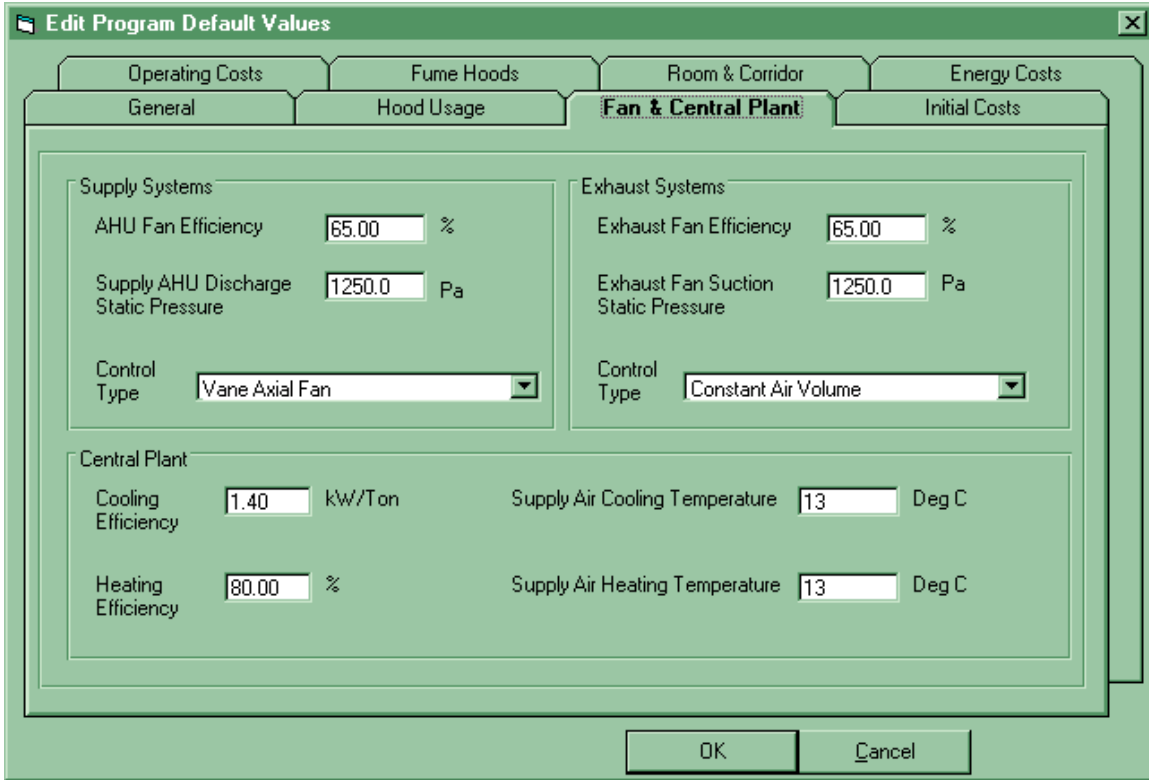 Edit Program Default Values
Operating Costs Fume Hoods Room & Corridor Energy Costs
General Hood Usage Fan & Central Plant Initial Costs
Supply Systems
AHU Fan Efficiency 65.00 %
Supply AHU Discharge
Static Pressure 1250.0 Pa
Control
Type Vane Axial Fan
Exhaust Systems
Exhaust Fan Efficiency 65.00 %
Exhaust Fan Suction
Static Pressure 1250.0 Pa
Control
Type Constant Air Volume
Central Plant
Cooling
Efficiency 1.40 kW/Ton
Supply Air Cooling Temperature 13 Deg C
Heating
Efficiency 80.00 %
Supply Air Heating Temperature 13 Deg C
OK Cancel